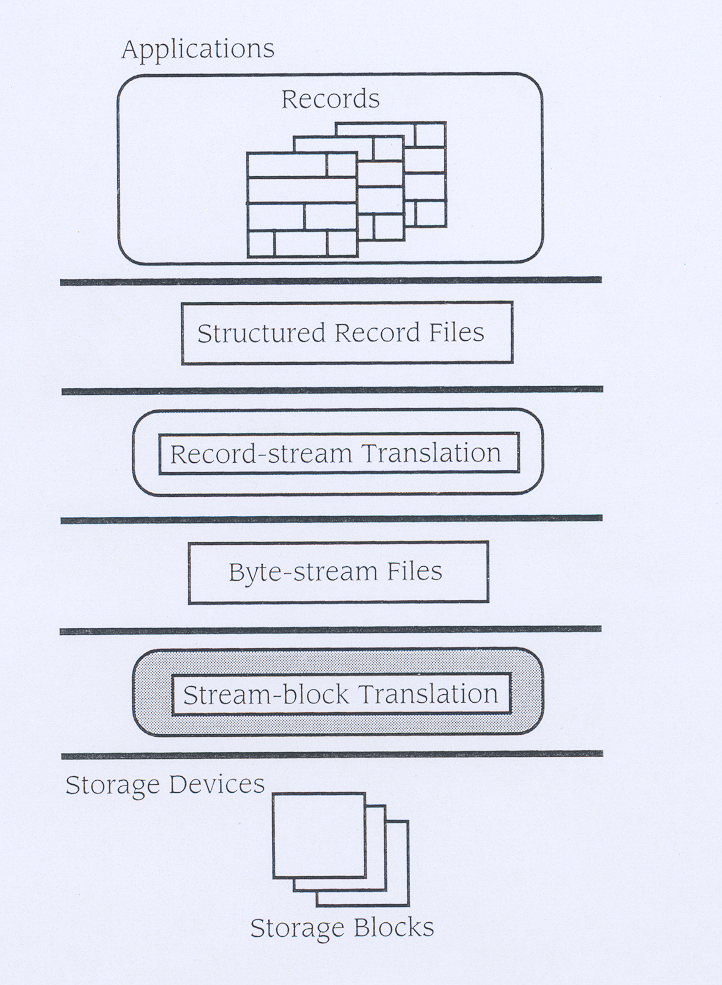 Applications
Records
Structured Record Files
Record-stream Translation
Byte-stream Files
Stream-block Translation
Storage Devices
Storage Blocks